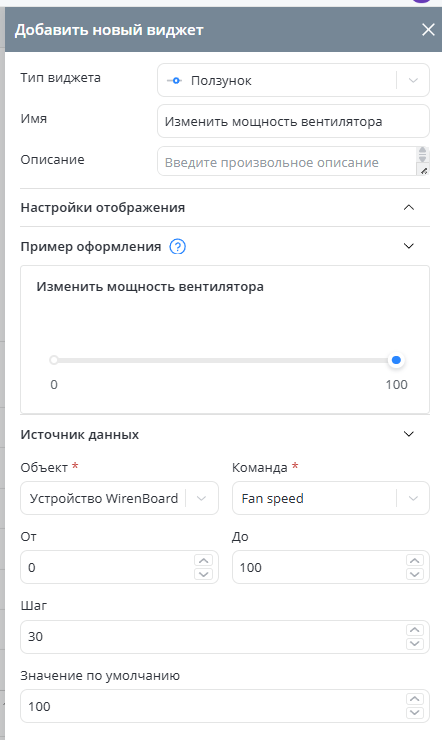 Добавить новый виджет
Тип виджета
Ползунок
Имя
Изменить мощность вентилятора
Описание
Введите произвольное описание
Настройки отображения
Пример оформления ?
Изменить мощность вентилятора
0 100
Источник данных
Объект * Команда *
Устройство WirenBoard Fan speed
От До
0 100
Шаг
30
Значение по умолчанию
100